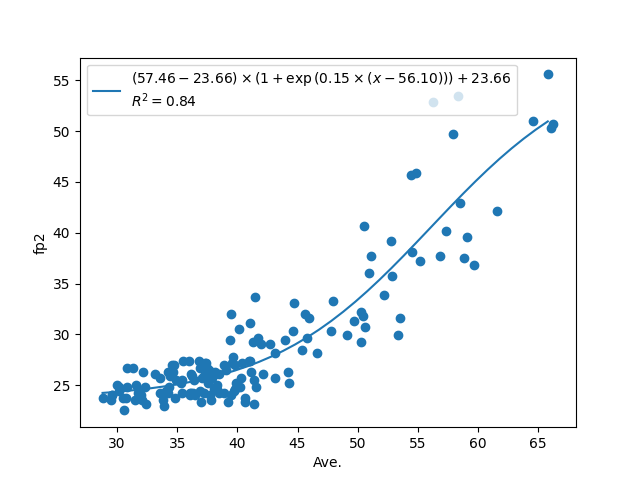 (57.46 − 23.66) × (1 + exp (0.15 × (x − 56.10))) + 23.66
R² = 0.84
55
50
45
40
35
30
25
fp2
30 35 40 45 50 55 60 65
Ave.